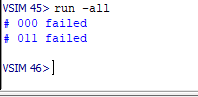 VSIM 45> run -all
# 000 failed
# 011 failed
VSIM 46>